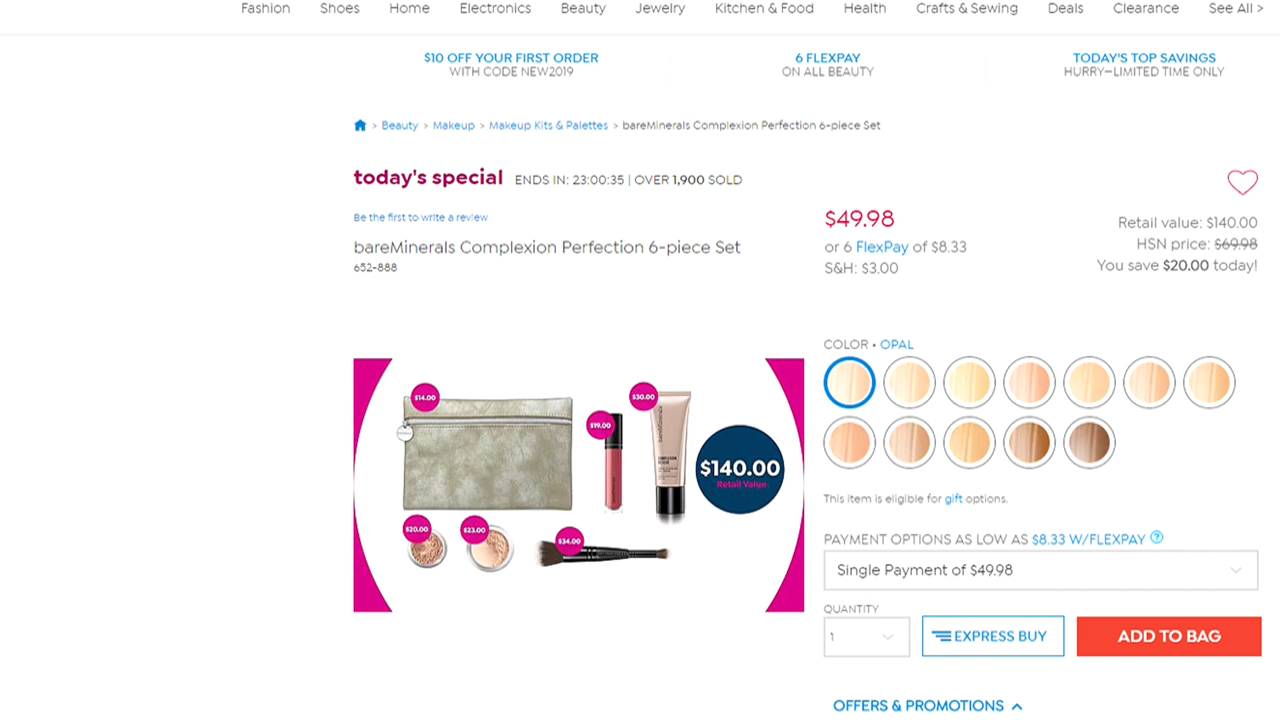 Fashion Shoes Home Electronics Beauty Jewelry Kitchen & Food Health Crafts & Sewing Deals Clearance See All >
$10 OFF YOUR FIRST ORDER
WITH CODE NEW2019
6 FLEXPAY
ON ALL BEAUTY
TODAY'S TOP SAVINGS
HURRY—LIMITED TIME ONLY
> Beauty > Makeup > Makeup Kits & Palettes > bareMinerals Complexion Perfection 6-piece Set
today's special ENDS IN: 23:00:35 | OVER 1,900 SOLD
Be the first to write a review
bareMinerals Complexion Perfection 6-piece Set
652-888
$49.98
or 6 FlexPay of $8.33
S&H: $3.00
Retail value: $140.00
HSN price: $69.98
You save $20.00 today!
$14.00
$19.00
$30.00
bareMinerals
$140.00
Retail Value
$20.00
$23.00
$34.00
COLOR • OPAL
This item is eligible for gift options.
PAYMENT OPTIONS AS LOW AS $8.33 W/FLEXPAY ?
Single Payment of $49.98
QUANTITY
1
EXPRESS BUY
ADD TO BAG
OFFERS & PROMOTIONS